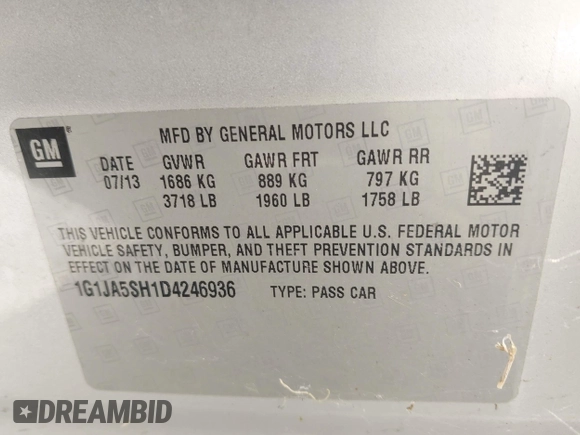 GM®
MFD BY GENERAL MOTORS LLC
DATE GVWR GAWR FRT GAWR RR
07/13 1686 KG 889 KG 797 KG
3718 LB 1960 LB 1758 LB
THIS VEHICLE CONFORMS TO ALL APPLICABLE U.S. FEDERAL MOTOR
VEHICLE SAFETY, BUMPER, AND THEFT PREVENTION STANDARDS IN
EFFECT ON THE DATE OF MANUFACTURE SHOWN ABOVE.
1G1JA5SH1D4246936 TYPE: PASS CAR
DREAMBID